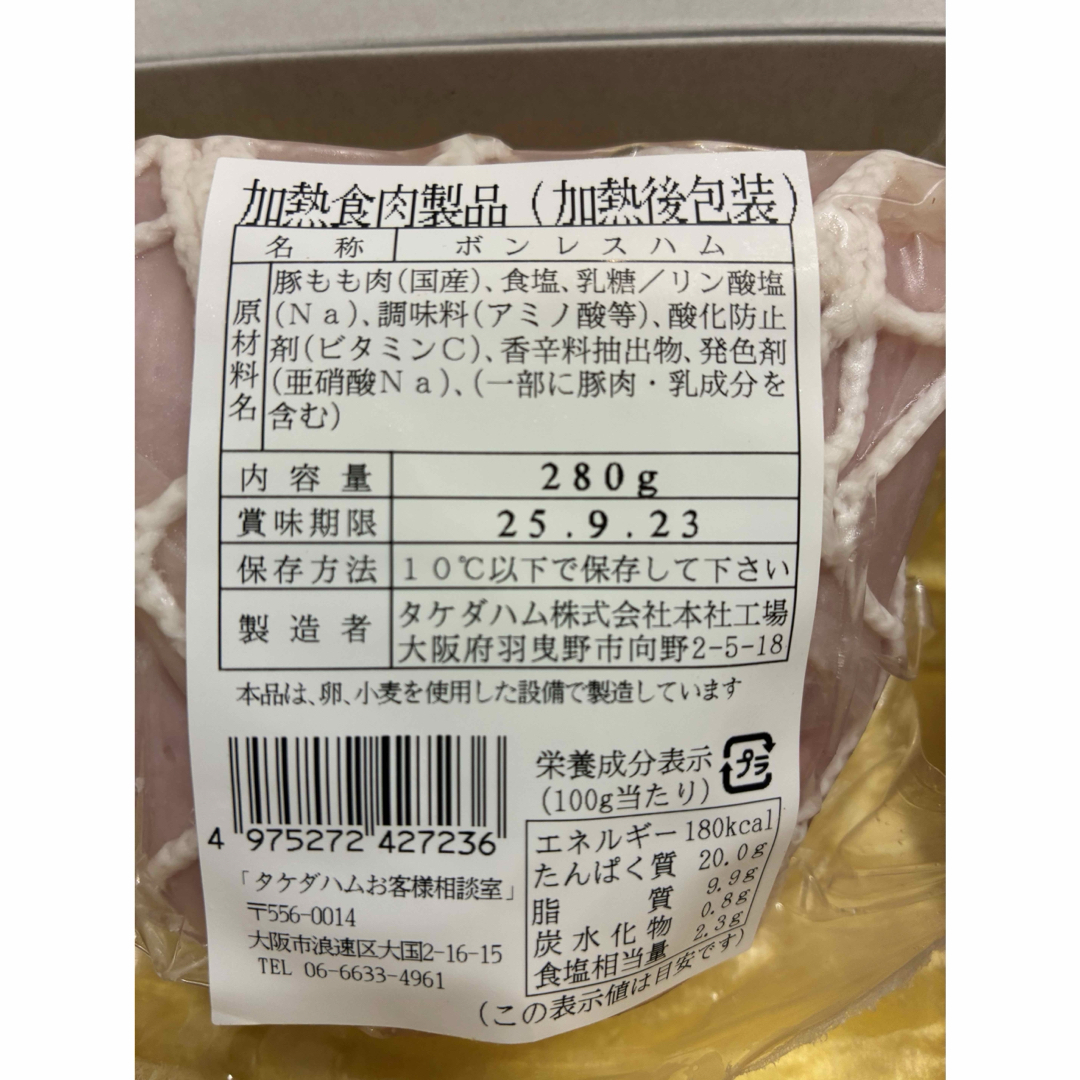 加熱食肉製品（加熱後包装）
名称 ボンレスハム
原材料名
豚もも肉(国産)、食塩、乳糖／リン酸塩
(Ｎａ)、調味料(アミノ酸等)、酸化防止
剤(ビタミンＣ)、香辛料抽出物、発色剤
(亜硝酸Ｎａ)、(一部に豚肉・乳成分を
含む)
内容量 280g
賞味期限 25.9.23
保存方法 １０℃以下で保存して下さい
製造者 タケダハム株式会社本社工場
大阪府羽曳野市向野2-5-18
本品は、卵、小麦を使用した設備で製造しています
4 975272 427236
「タケダハムお客様相談室」
〒556-0014
大阪市浪速区大国2-16-15
TEL 06-6633-4961
栄養成分表示
(100g当たり)
プラ
エネルギー 180kcal
たんぱく質 20.0g
脂質 9.9g
炭水化物 0.8g
食塩相当量 2.3g
(この表示値は目安です)